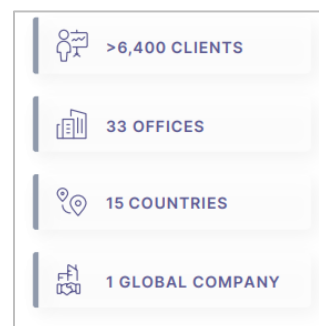 >6,400 CLIENTS
33 OFFICES
15 COUNTRIES
1 GLOBAL COMPANY